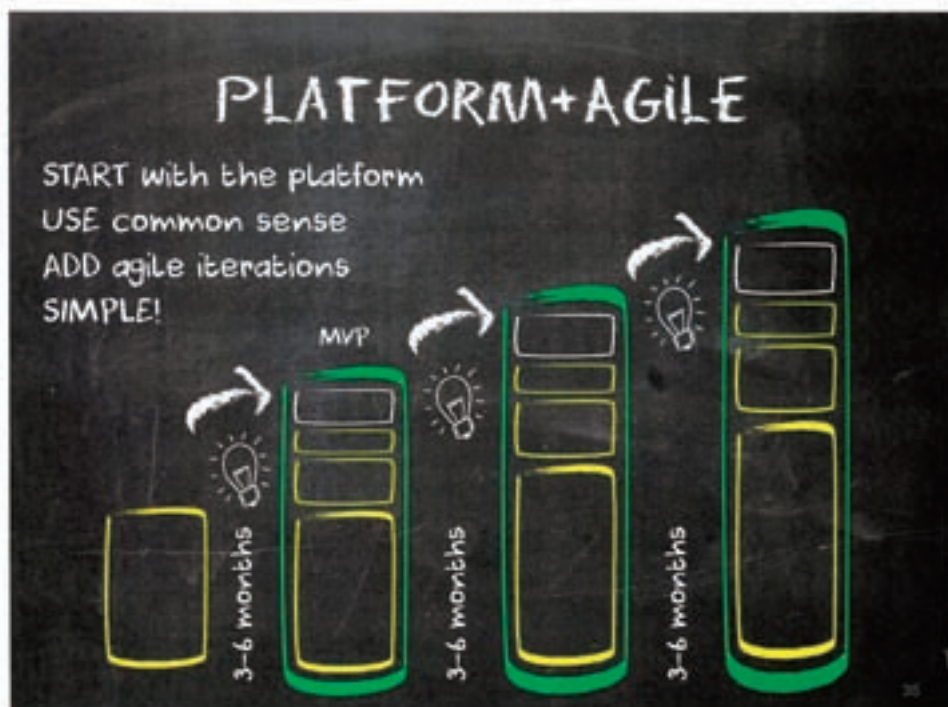 PLATFORM+AGILE
START with the platform
USE common sense
ADD agile iterations
SIMPLE!
MVP
3-6 months
3-6 months
3-6 months